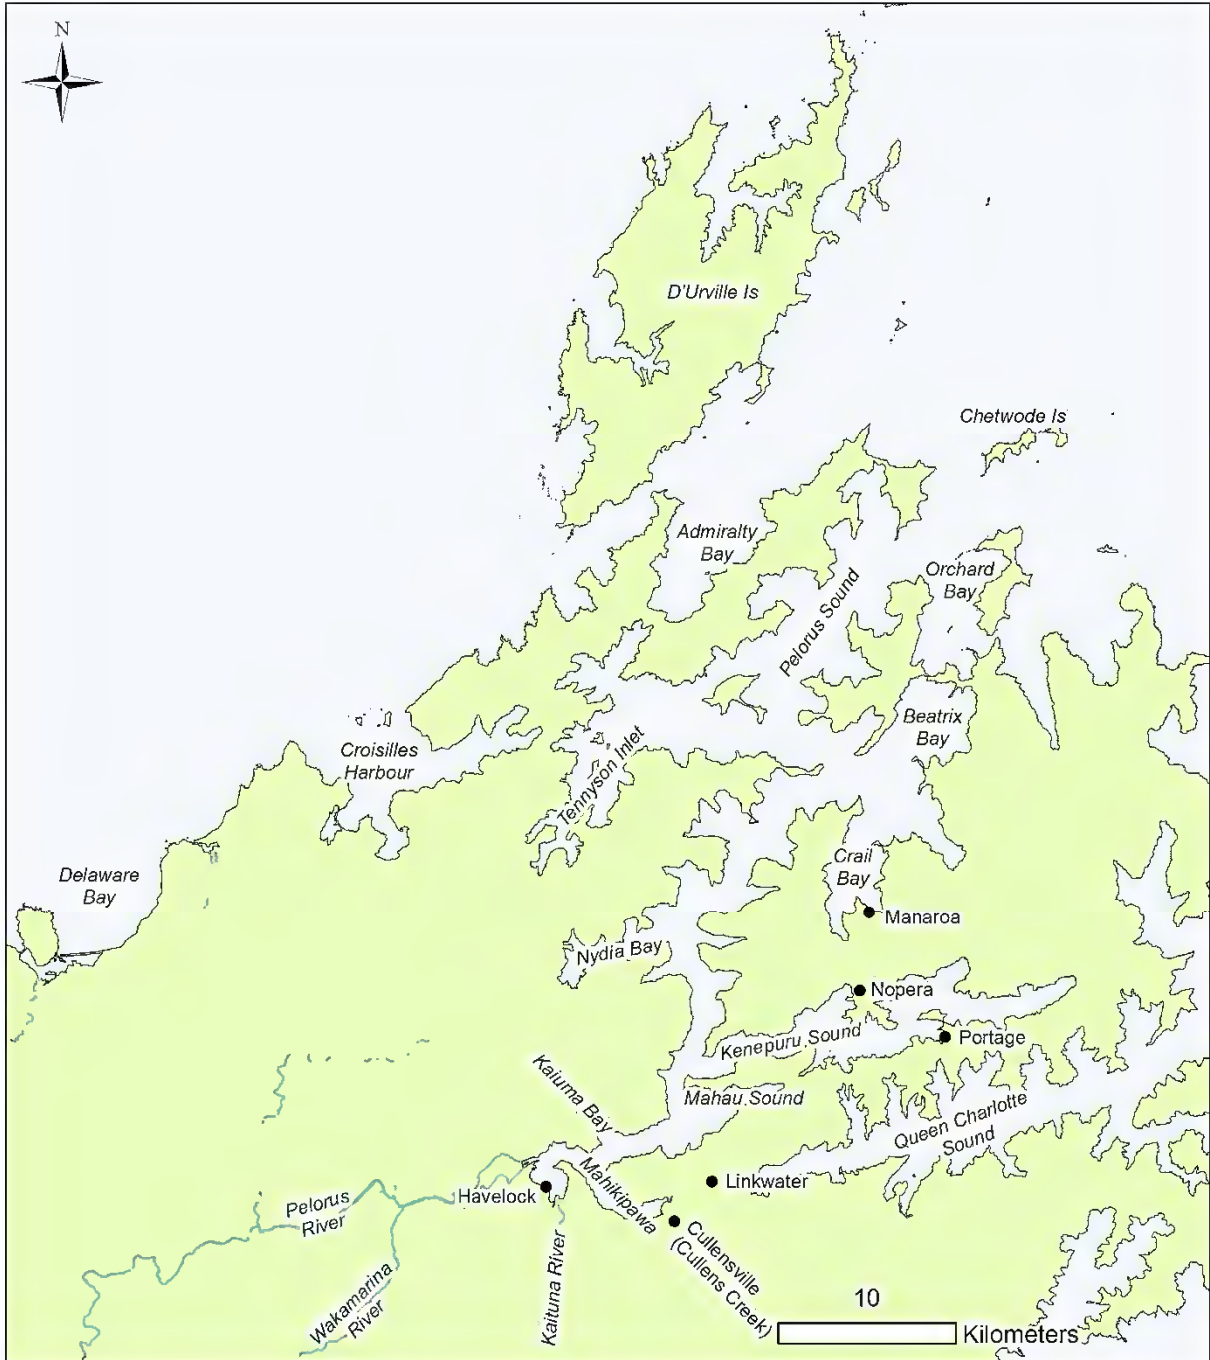 N
D'Urville Is
Chetwode Is
Admiralty
Bay
Orchard
Bay
Pelorus Sound
Beatrix
Bay
Croisilles
Harbour
Tennyson Inlet
Delaware
Bay
Crail
Bay
Manaroa
Nydia Bay
Nopera
Kenepuru Sound
Portage
Kaiuma Bay
Mahau Sound
Queen Charlotte
Sound
Mahikipawa
Linkwater
Havelock
Pelorus
River
Cullensville
(Cullens Creek)
Kaituna River
Wakamarina
River
10
Kilometers